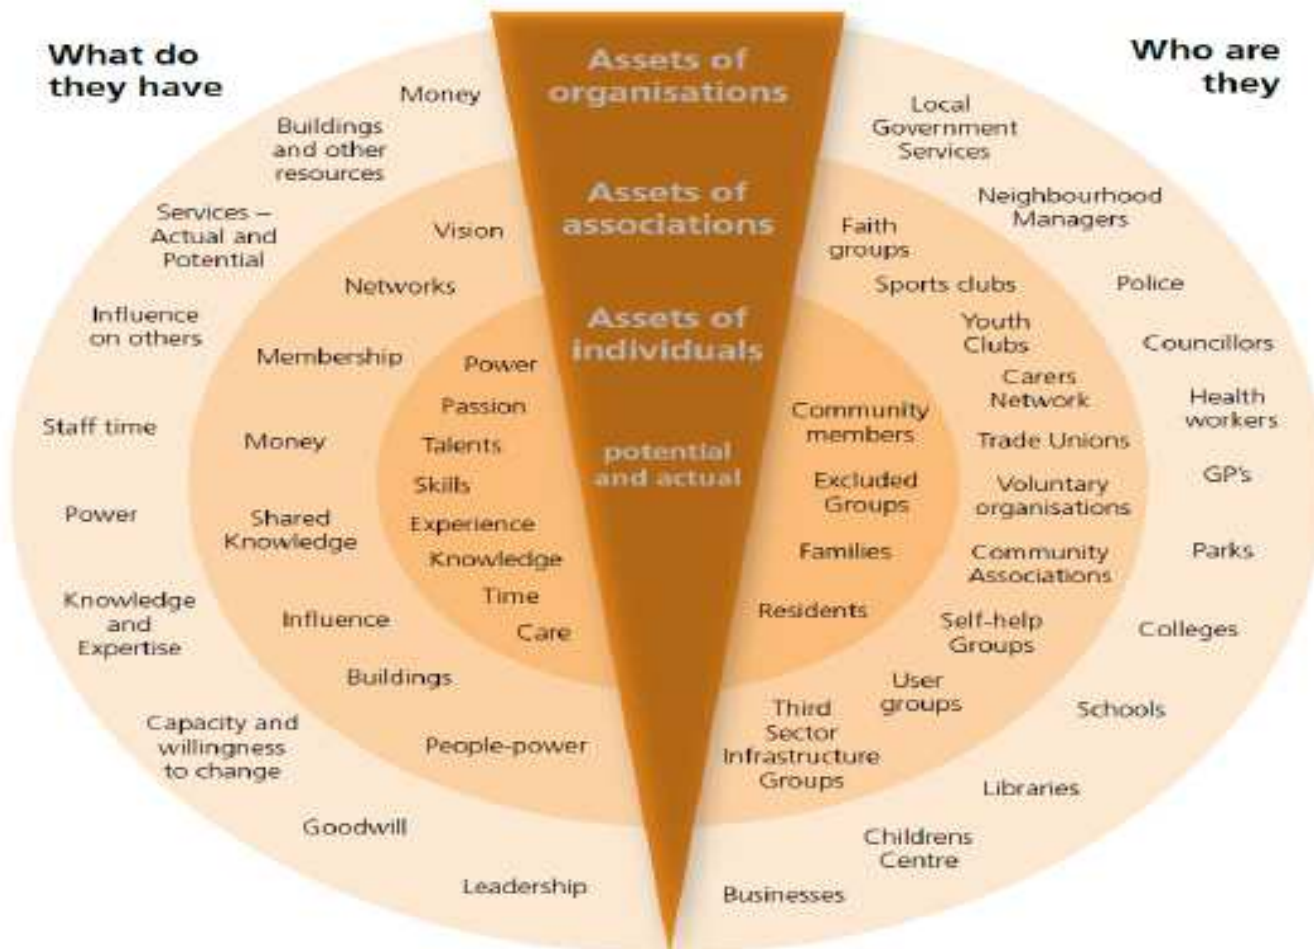 What do
they have
Who are
they
Assets of
organisations
Assets of
associations
Assets of
individuals
potential
and actual
Money
Buildings
and other
resources
Services –
Actual and
Potential
Influence
on others
Staff time
Power
Knowledge
and
Expertise
Capacity and
willingness
to change
Goodwill
Leadership
Vision
Networks
Membership
Money
Shared
Knowledge
Influence
Buildings
People-power
Power
Passion
Talents
Skills
Experience
Knowledge
Time
Care
Community
members
Excluded
Groups
Families
Residents
Faith
groups
Sports clubs
Youth
Clubs
Carers
Network
Trade Unions
Voluntary
organisations
Community
Associations
Self-help
Groups
User
groups
Third
Sector
Infrastructure
Groups
Local
Government
Services
Neighbourhood
Managers
Police
Councillors
Health
workers
GP's
Parks
Colleges
Schools
Libraries
Childrens
Centre
Businesses